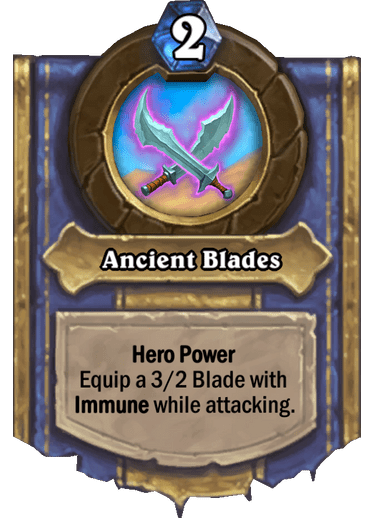 2
Ancient Blades
Hero Power
Equip a 3/2 Blade with
Immune while attacking.